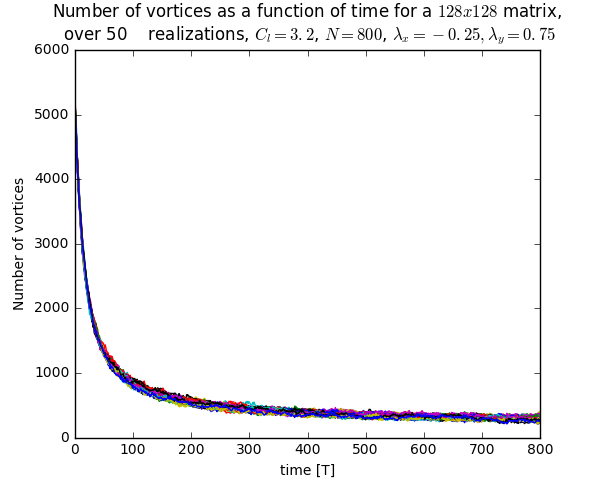 Number of vortices as a function of time for a 128x128 matrix,
over 50 realizations, C_l = 3.2, N = 800, λ_x = −0.25, λ_y = 0.75
6000
5000
4000
3000
2000
1000
0
Number of vortices
0 100 200 300 400 500 600 700 800
time [T]